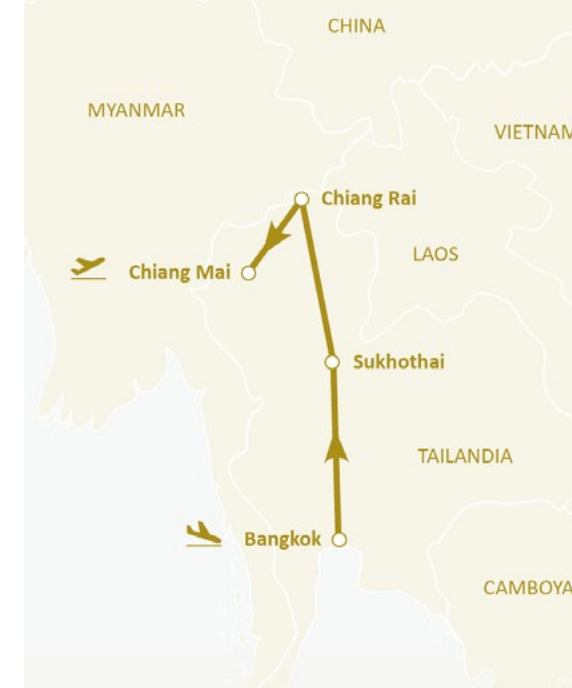 CHINA
MYANMAR
VIETNAM
Chiang Rai
LAOS
Chiang Mai
Sukhothai
TAILANDIA
Bangkok
CAMBOYA